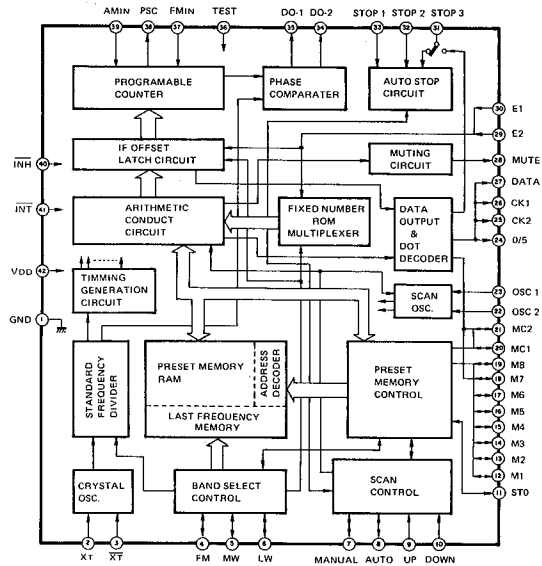 AMIN PSC FMIN TEST DO-1 DO-2 STOP 1 STOP 2 STOP 3
39 38 37 36 35 34 33 32 31
PROGRAMABLE COUNTER
PHASE COMPARATER
AUTO STOP CIRCUIT
30 E1
29 E2
IF OFFSET LATCH CIRCUIT
MUTING CIRCUIT
28 MUTE
INH 40
27 DATA
26 CK1
25 CK2
24 0/5
INT 41
ARITHMETIC CONDUCT CIRCUIT
FIXED NUMBER ROM MULTIPLEXER
DATA OUTPUT & DOT DECODER
VDD 42
TIMMING GENERATION CIRCUIT
SCAN OSC.
23 OSC 1
22 OSC 2
GND 1
21 MC2
20 MC1
19 M8
18 M7
17 M6
16 M5
15 M4
14 M3
13 M2
12 M1
11 ST0
STANDARD FREQUENCY DIVIDER
PRESET MEMORY RAM
ADDRESS DECODER
LAST FREQUENCY MEMORY
PRESET MEMORY CONTROL
CRYSTAL OSC.
BAND SELECT CONTROL
SCAN CONTROL
2 3 4 5 6 7 8 9 10
XT XT FM MW LW MANUAL AUTO UP DOWN